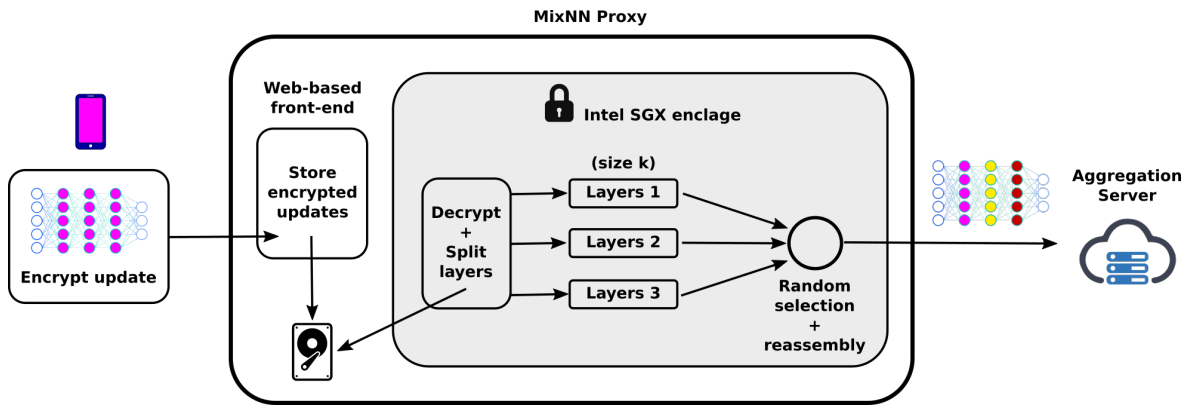 MixNN Proxy
Web-based
front-end
Intel SGX enclage
Store
encrypted
updates
Encrypt update
Decrypt
+
Split
layers
(size k)
Layers 1
Layers 2
Layers 3
Random
selection
+
reassembly
Aggregation
Server